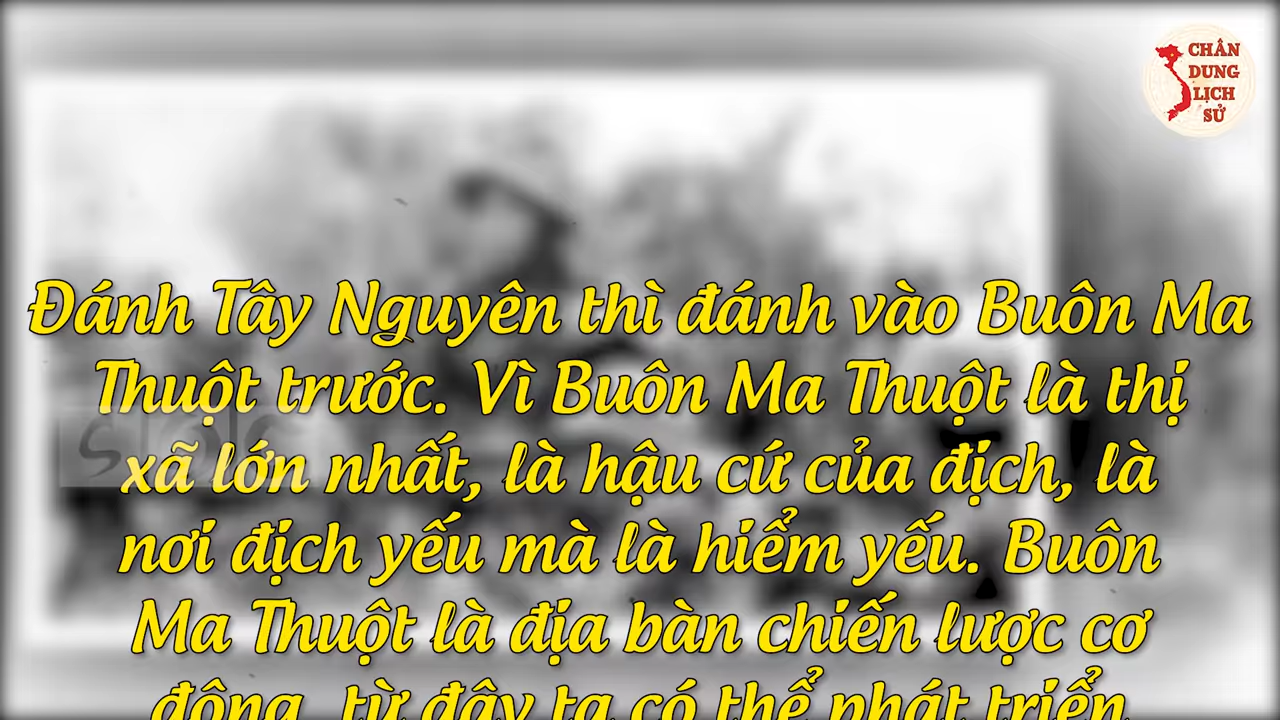 CHÂN
DUNG
LỊCH
SỬ
Đánh Tây Nguyên thì đánh vào Buôn Ma
Thuột trước. Vì Buôn Ma Thuột là thị
xã lớn nhất, là hậu cứ của địch, là
nơi địch yếu mà là hiểm yếu. Buôn
Ma Thuột là địa bàn chiến lược cơ
động, từ đây ta có thể phát triển